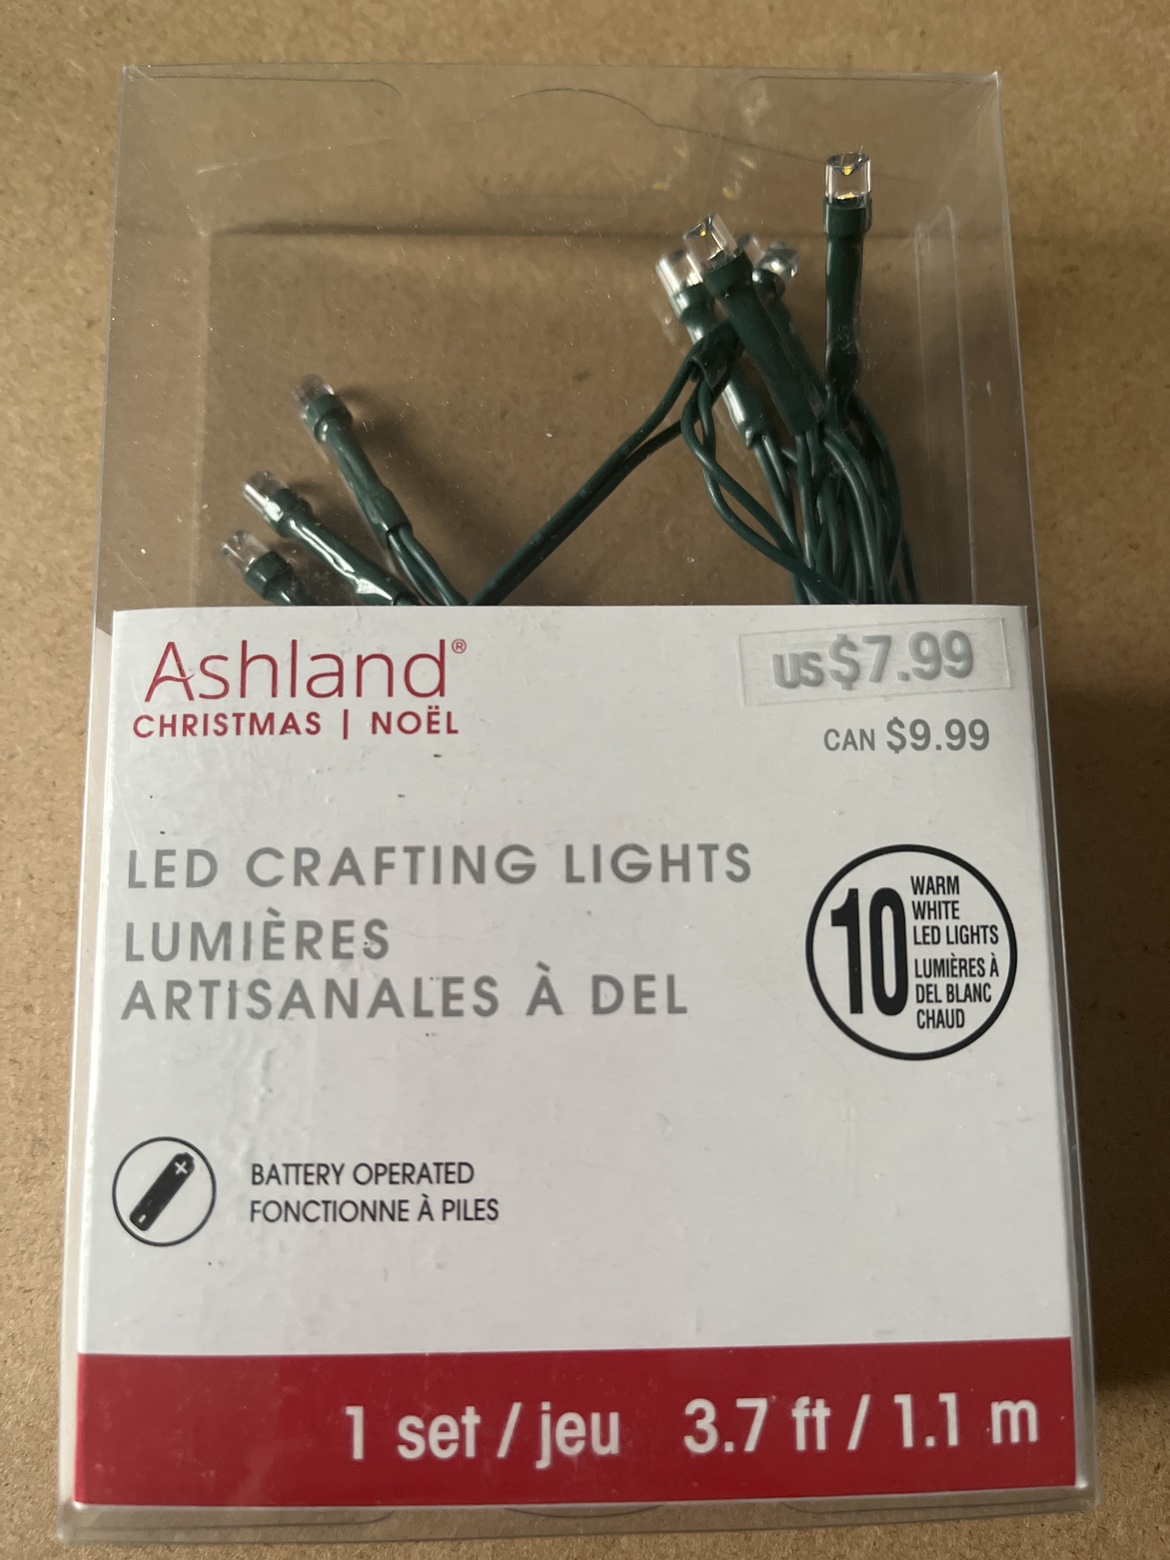 Ashland®
CHRISTMAS | NOËL
US$7.99
CAN $9.99
LED CRAFTING LIGHTS
LUMIÈRES
ARTISANALES À DEL
10
WARM
WHITE
LED LIGHTS
LUMIÈRES À
DEL BLANC
CHAUD
BATTERY OPERATED
FONCTIONNE À PILES
1 set / jeu 3.7 ft / 1.1 m